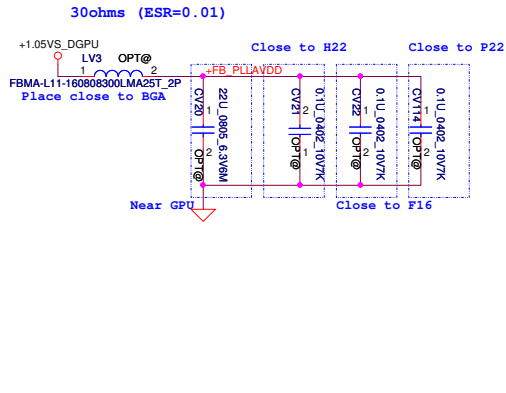 30ohms (ESR=0.01)
+1.05VS_DGPU
LV3 OPT@
1 2
FBMA-L11-160808300LMA25T_2P
Place close to BGA
+FB_PLLAVDD
Close to H22
Close to P22
CV20
1
2
OPT@
22U_0805_6.3V6M
CV21
2
1
OPT@
0.1U_0402_10V7K
CV22
1
2
OPT@
0.1U_0402_10V7K
CV114
1
2
OPT@
0.1U_0402_10V7K
Near GPU
Close to F16